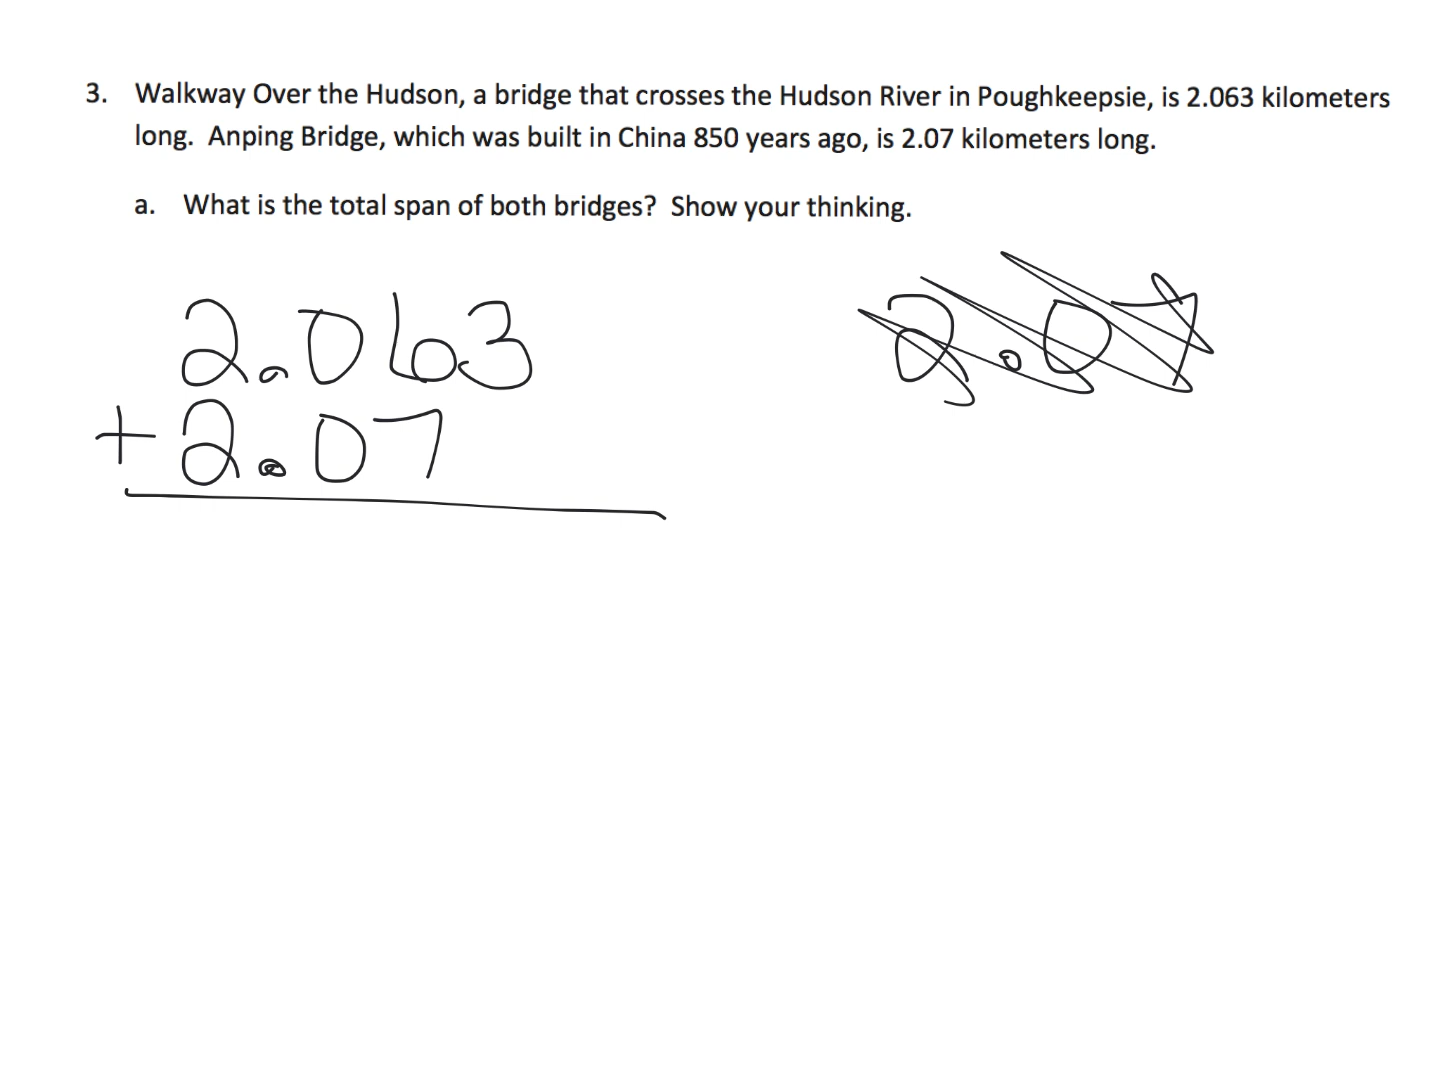 3. Walkway Over the Hudson, a bridge that crosses the Hudson River in Poughkeepsie, is 2.063 kilometers
long. Anping Bridge, which was built in China 850 years ago, is 2.07 kilometers long.
a. What is the total span of both bridges? Show your thinking.
2.063
+ 2.07
2.07